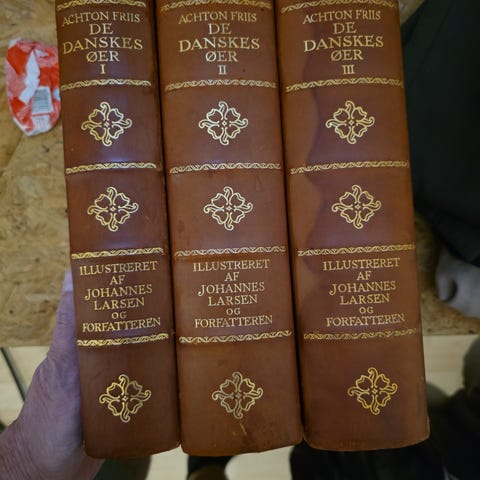 ACHTON FRIIS
DE
DANSKES
ØER
I
ILLUSTRERET
AF
JOHANNES
LARSEN
OG
FORFATTEREN
ACHTON FRIIS
DE
DANSKES
ØER
II
ILLUSTRERET
AF
JOHANNES
LARSEN
OG
FORFATTEREN
ACHTON FRIIS
DE
DANSKES
ØER
III
ILLUSTRERET
AF
JOHANNES
LARSEN
OG
FORFATTEREN